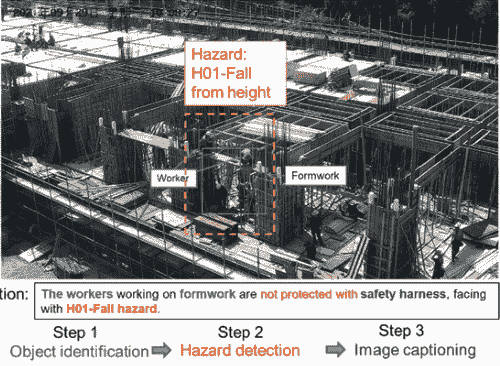 Hazard:
H01-Fall
from height
Worker
Formwork
tion: The workers working on formwork are not protected with safety harness, facing
with H01-Fall hazard.
Step 1
Step 2
Step 3
Object identification
Hazard detection
Image captioning